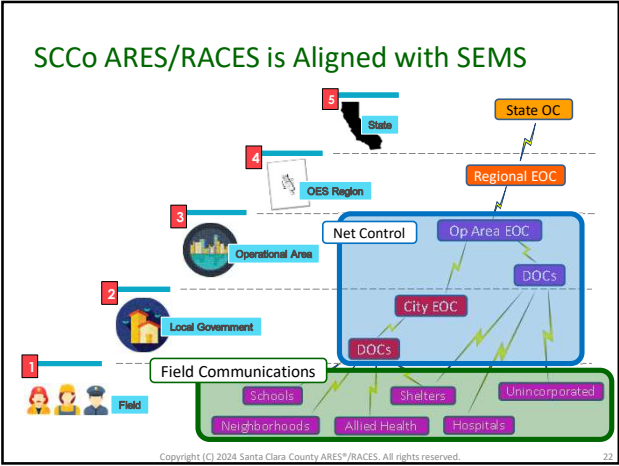 SCCo ARES/RACES is Aligned with SEMS
5
State
State OC
4
OES Region
Regional EOC
3
Operational Area
Net Control
Op Area EOC
DOCs
2
Local Government
City EOC
DOCs
1
Field
Field Communications
Schools
Shelters
Unincorporated
Neighborhoods
Allied Health
Hospitals
Copyright (C) 2024 Santa Clara County ARES®/RACES. All rights reserved.
22